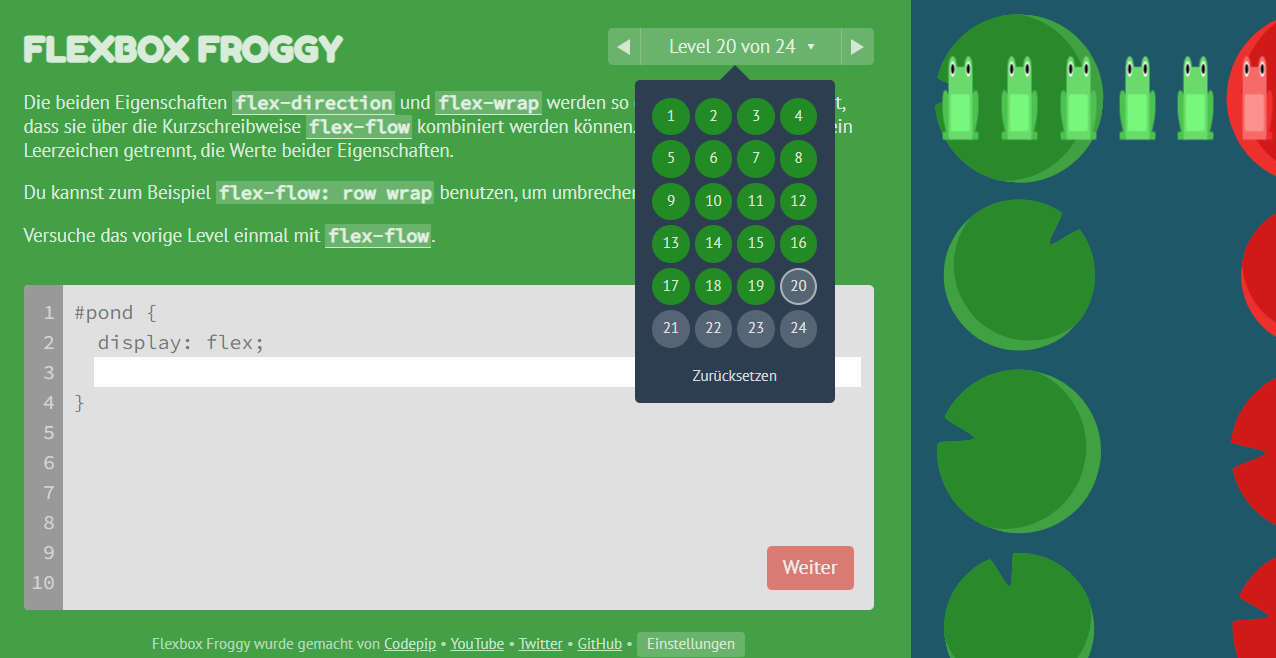 FLEXBOX FROGGY
Level 20 von 24
Die beiden Eigenschaften flex-direction und flex-wrap werden so
dass sie über die Kurzschreibweise flex-flow kombiniert werden können. ein
Leerzeichen getrennt, die Werte beider Eigenschaften.
Du kannst zum Beispiel flex-flow: row wrap benutzen, um
Versuche das vorige Level einmal mit flex-flow.
1 2 3 4
5 6 7 8
9 10 11 12
13 14 15 16
17 18 19 20
21 22 23 24
Zurücksetzen
1 #pond {
2 display: flex;
3
4 }
5
6
7
8
9
10
Weiter
Flexbox Froggy wurde gemacht von Codepip • YouTube • Twitter • GitHub • Einstellungen